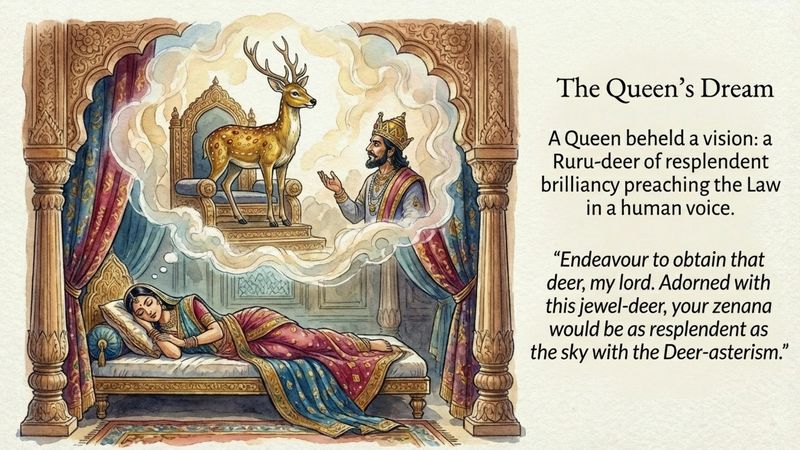 The Queen’s Dream
A Queen beheld a vision: a
Ruru-deer of resplendent
brilliancy preaching the Law
in a human voice.
“Endeavour to obtain that
deer, my lord. Adorned with
this jewel-deer, your zenana
would be as resplendent as
the sky with the Deer-asterism.”